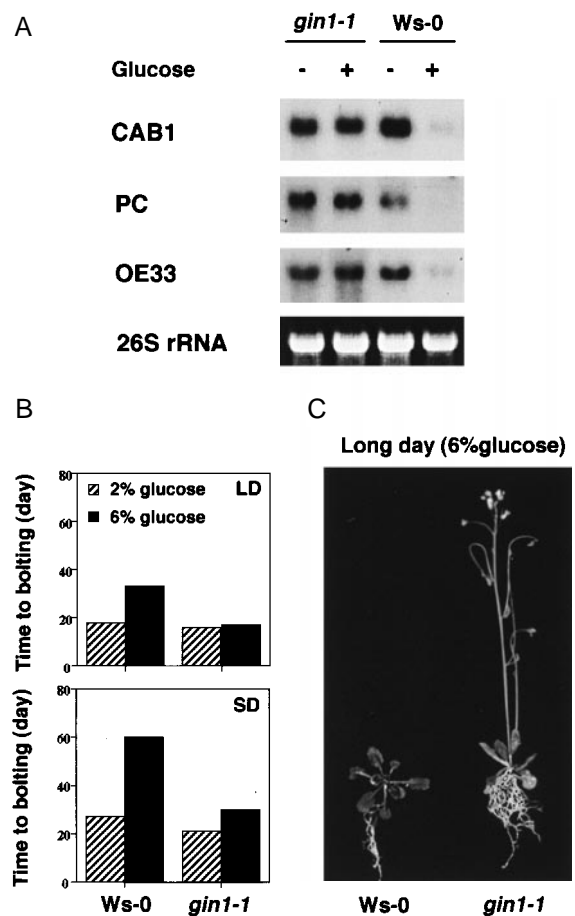 A
gin1-1 Ws-0
Glucose - + - +
CAB1
PC
OE33
26S rRNA
B
Time to bolting (day)
80
60
40
20
0
2% glucose LD
6% glucose
Time to bolting (day)
80
60
40
20
0
SD
Ws-0 gin1-1
C
Long day (6%glucose)
Ws-0 gin1-1